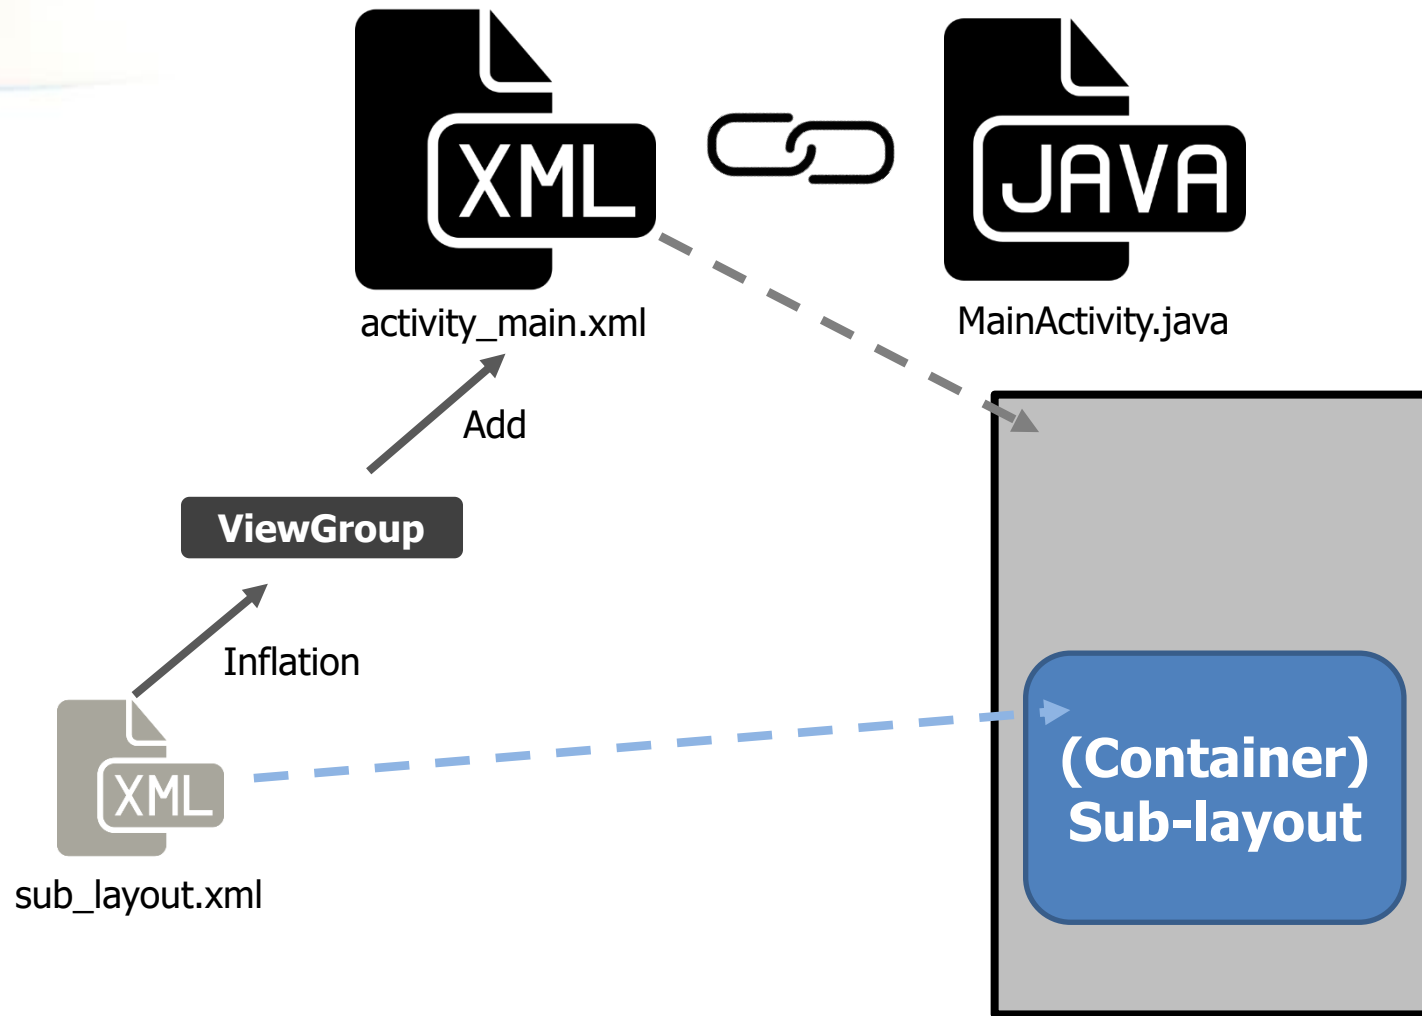 XML
JAVA
activity_main.xml
MainActivity.java
Add
ViewGroup
Inflation
XML
sub_layout.xml
(Container)
Sub-layout